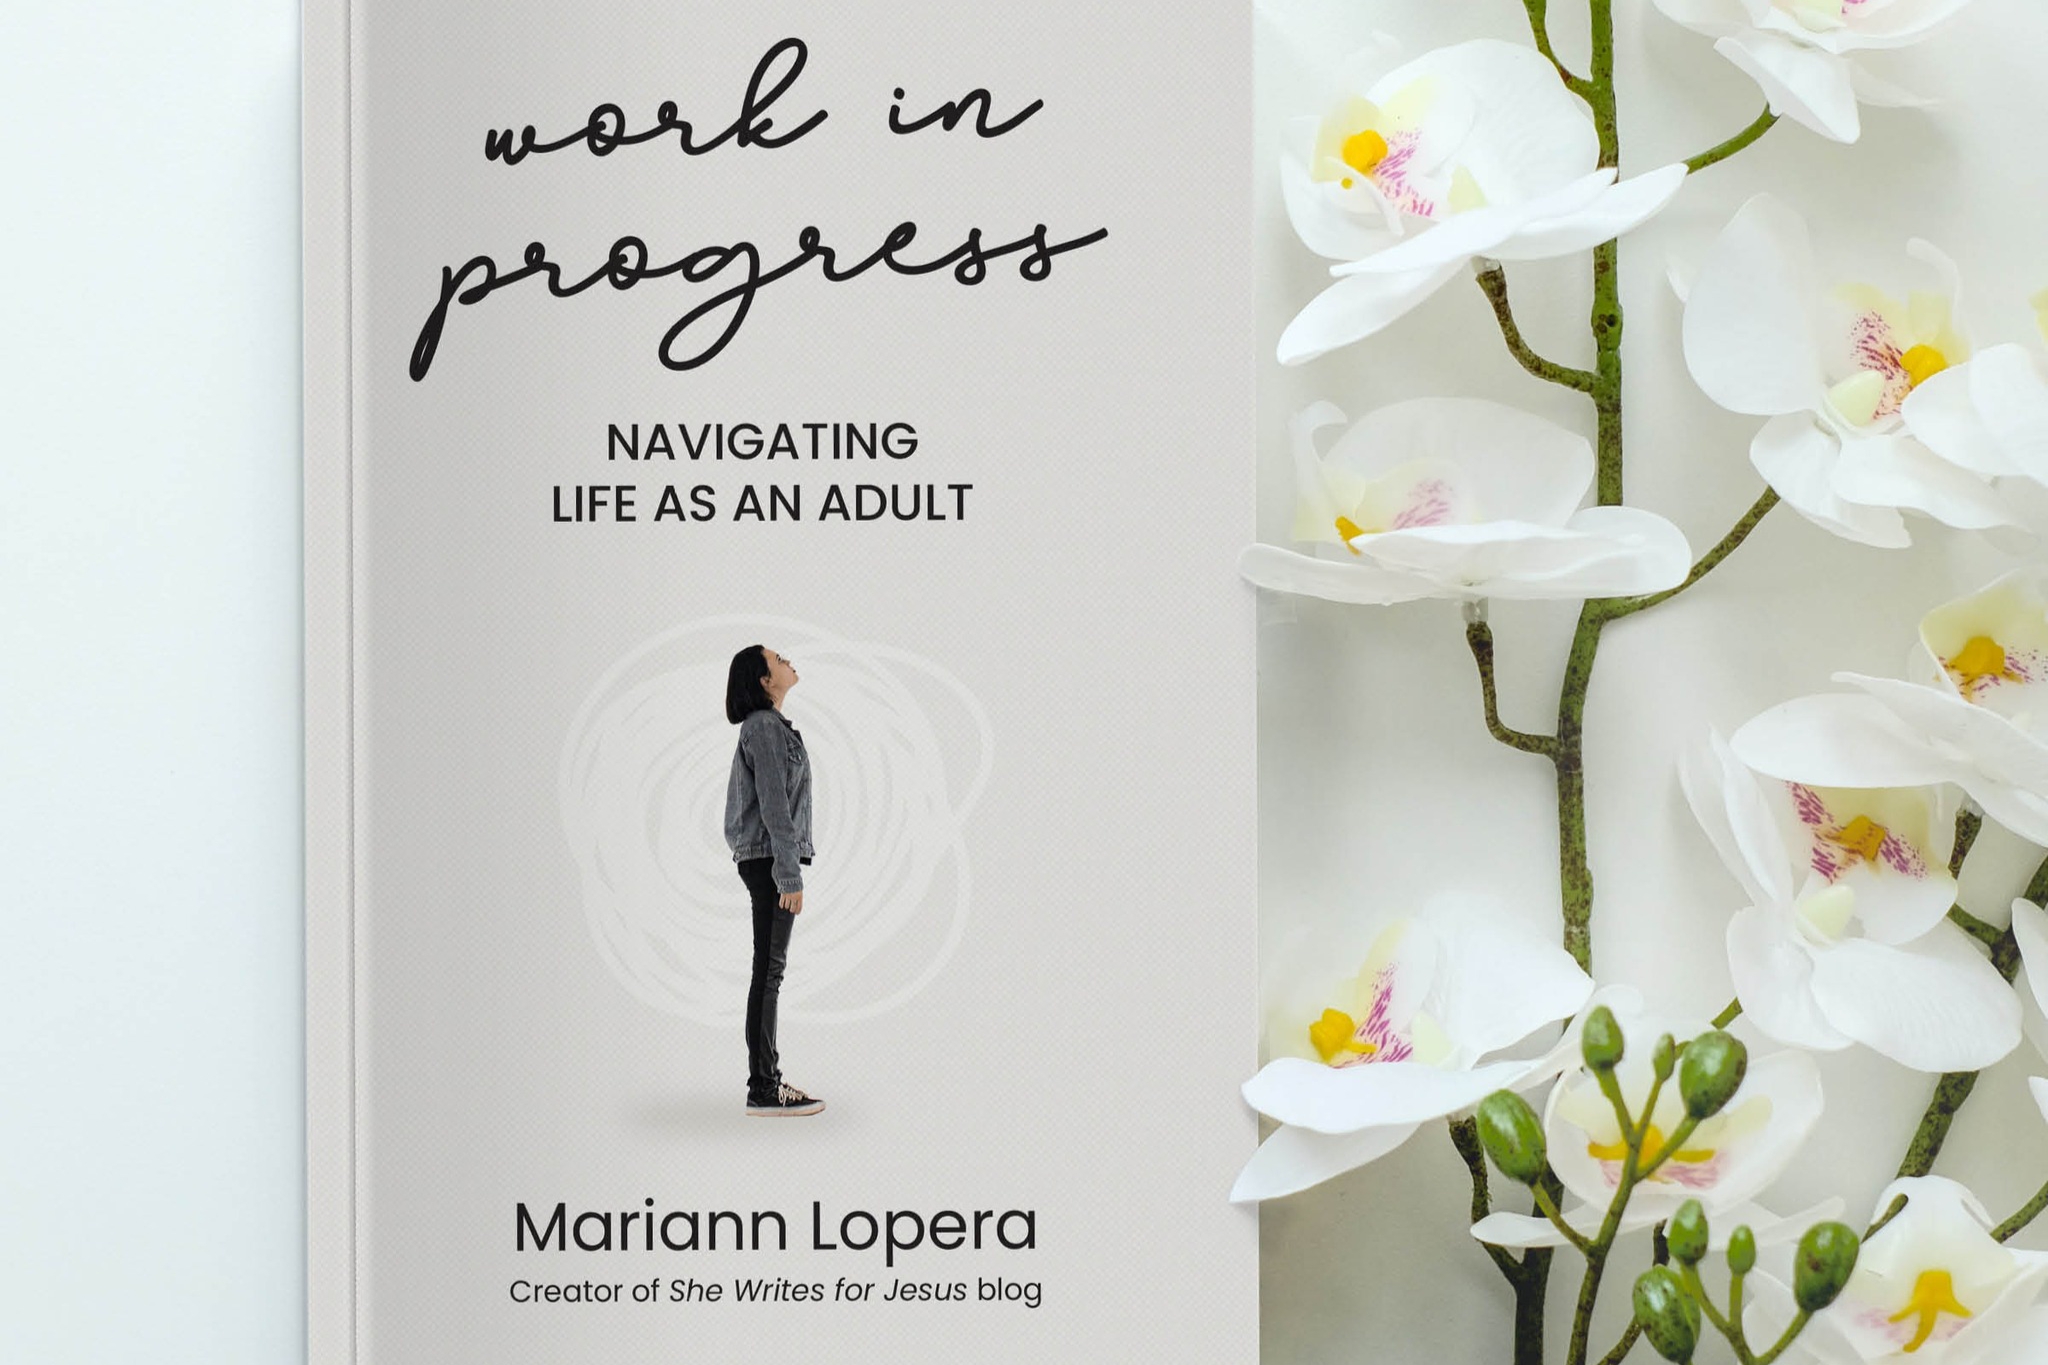 work in
progress
NAVIGATING
LIFE AS AN ADULT
Mariann Lopera
Creator of She Writes for Jesus blog